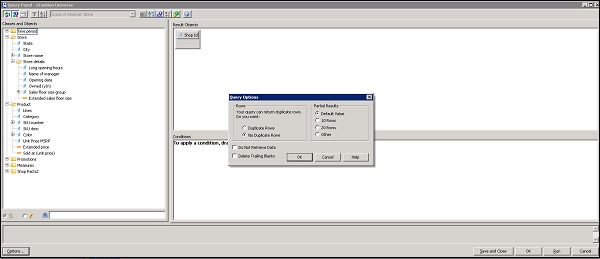 Query Panel - eFashion Universe
Scope of Analysis: None
Classes and Objects
Time period
Store
State
City
Store name
Store details
Long opening hours
Name of manager
Opening date
Owned (y/n)
Sales floor size group
Extended sales floor size
Product
Lines
Category
SKU number
SKU desc
Color
Unit Price MSRP
Extended price
Sold at (unit price)
Promotions
Measures
Shop Facts2
Result Objects
Shop Id
Query Options
Rows
Your query can return duplicate rows.
Do you want:
Duplicate Rows
No Duplicate Rows
Partial Results
Default Value
10 Rows
20 Rows
Other
Do Not Retrieve Data
Delete Trailing Blanks
OK
Cancel
Help
Conditions
To apply a condition, dra
Options...
Save and Close
OK
Run
Cancel